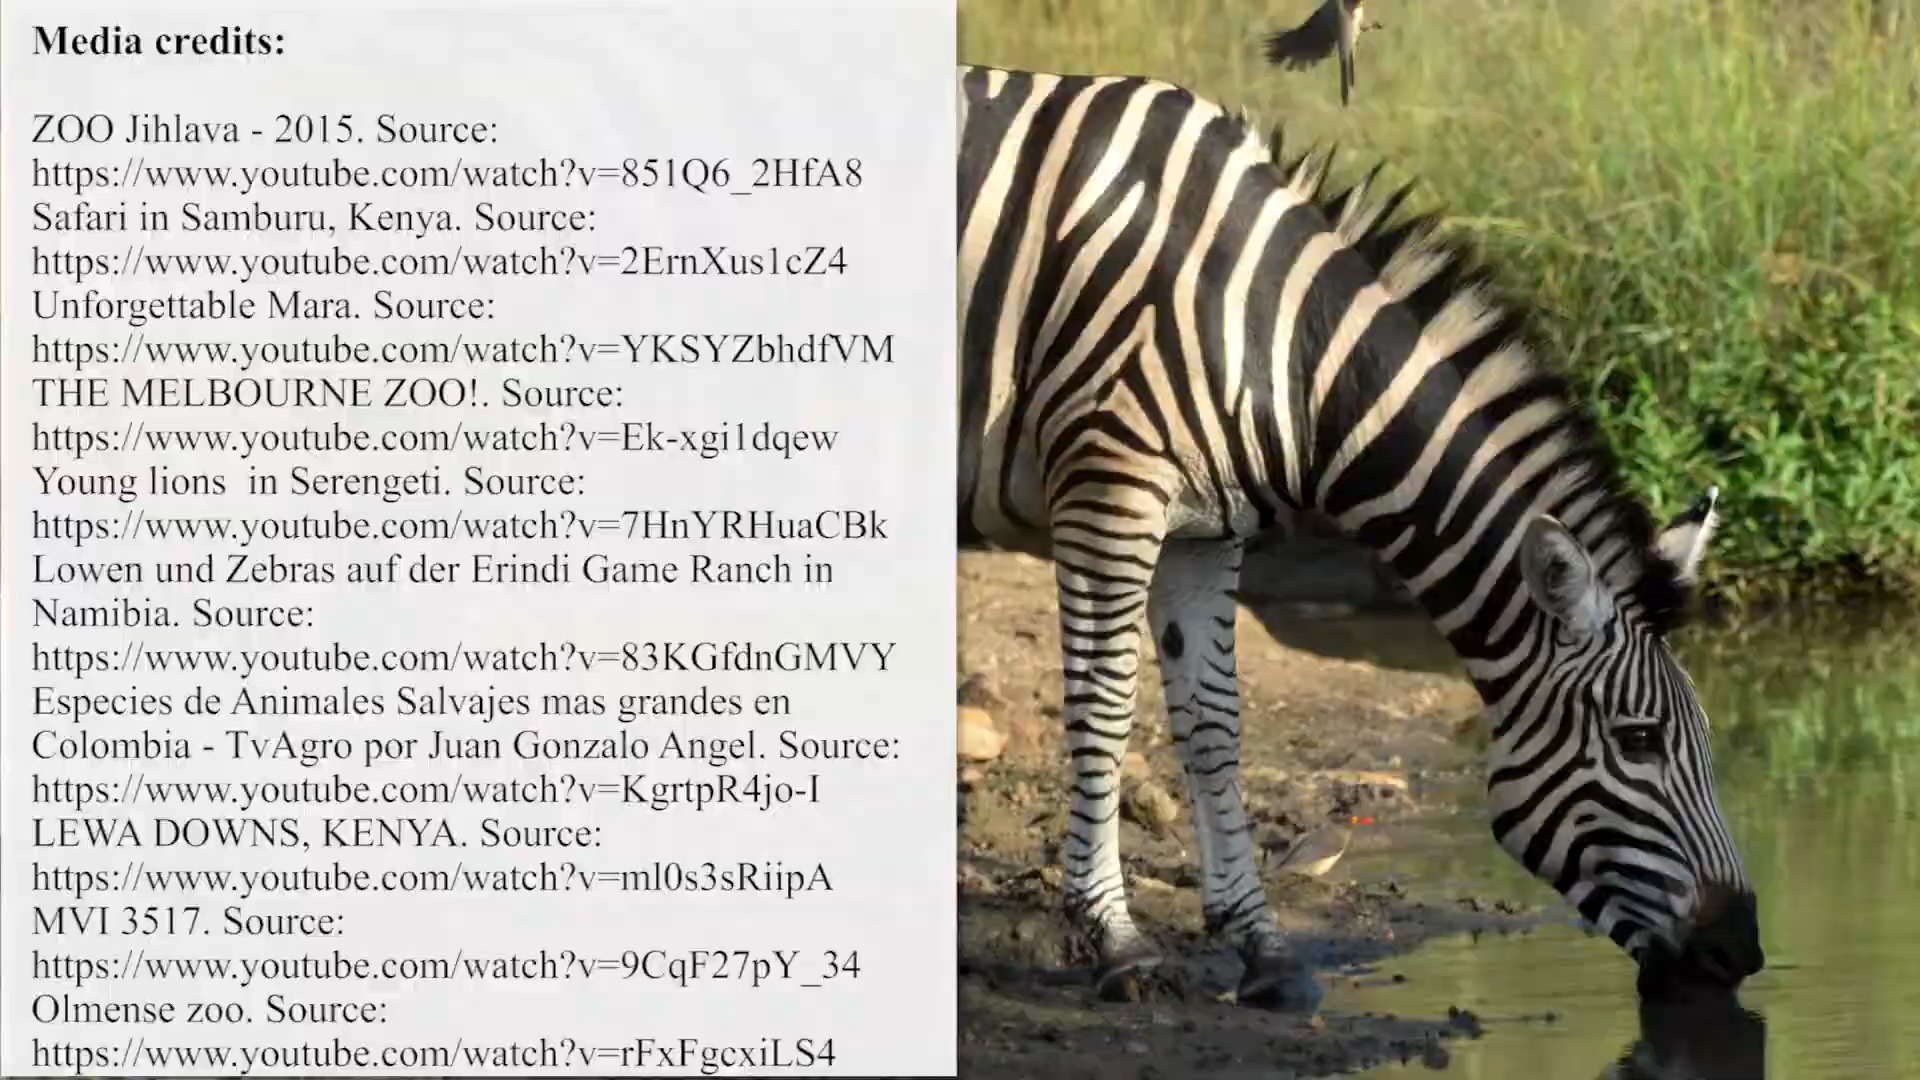 Media credits:
ZOO Jihlava - 2015. Source:
https://www.youtube.com/watch?v=851Q6_2HfA8
Safari in Samburu, Kenya. Source:
https://www.youtube.com/watch?v=2ErnXus1cZ4
Unforgettable Mara. Source:
https://www.youtube.com/watch?v=YKSYZbhdfVM
THE MELBOURNE ZOO!. Source:
https://www.youtube.com/watch?v=Ek-xgi1dqew
Young lions  in Serengeti. Source:
https://www.youtube.com/watch?v=7HnYRHuaCBk
Lowen und Zebras auf der Erindi Game Ranch in
Namibia. Source:
https://www.youtube.com/watch?v=83KGfdnGMVY
Especies de Animales Salvajes mas grandes en
Colombia - TvAgro por Juan Gonzalo Angel. Source:
https://www.youtube.com/watch?v=KgrtpR4jo-I
LEWA DOWNS, KENYA. Source:
https://www.youtube.com/watch?v=ml0s3sRiipA
MVI 3517. Source:
https://www.youtube.com/watch?v=9CqF27pY_34
Olmense zoo. Source:
https://www.youtube.com/watch?v=rFxFgcxiLS4